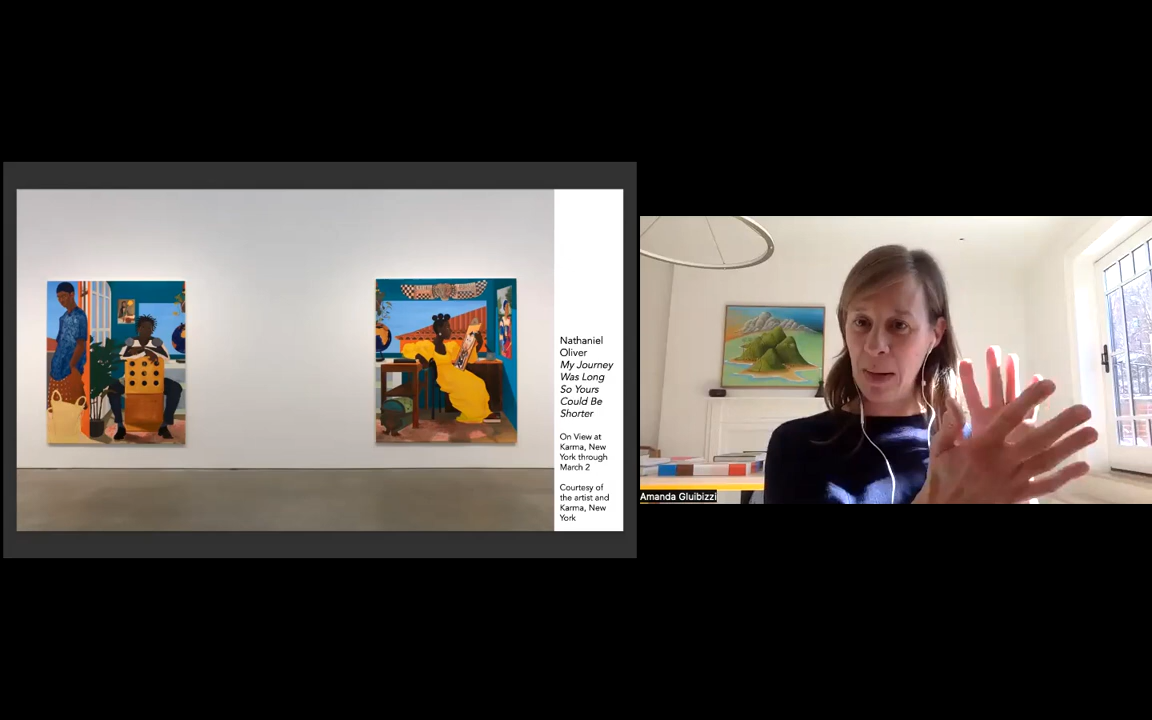 Nathaniel
Oliver
My Journey
Was Long
So Yours
Could Be
Shorter
On View at
Karma, New
York through
March 2
Courtesy of
the artist and
Karma, New
York
Amanda Gluibizzi